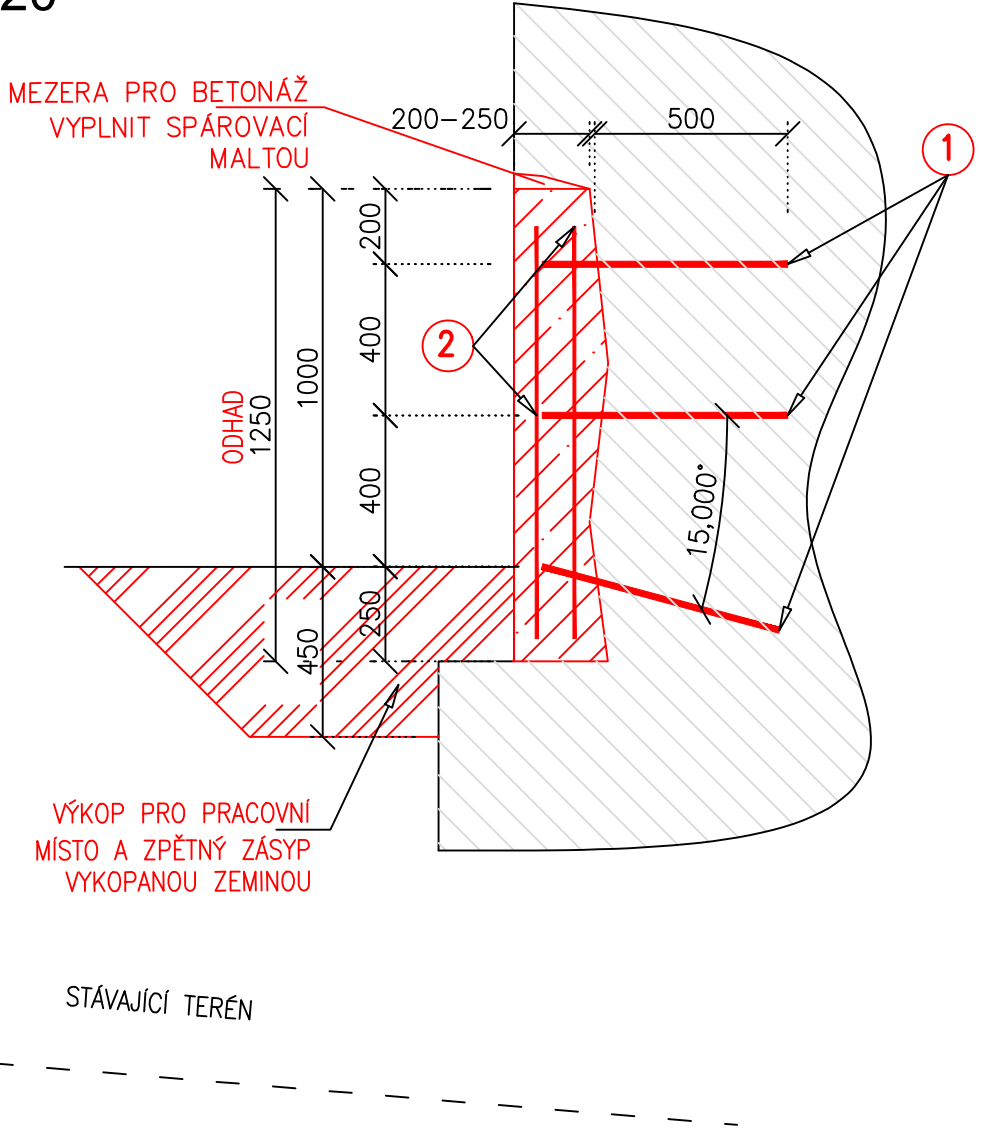 MEZERA PRO BETONÁŽ
VYPLNIT SPÁROVACÍ
MALTOU
200-250
500
1
200
400
2
1000
ODHAD
1250
400
15,000°
250
450
VÝKOP PRO PRACOVNÍ
MÍSTO A ZPĚTNÝ ZÁSYP
VYKOPANOU ZEMINOU
STÁVAJÍCÍ TERÉN